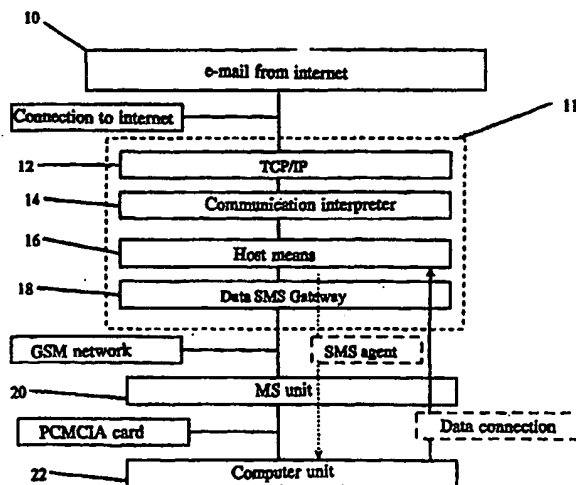 10
e-mail from internet
Connection to internet
11
12
TCP/IP
14
Communication interpreter
16
Host means
18
Data SMS Gateway
GSM network
SMS agent
20
MS unit
PCMCIA card
Data connection
22
Computer unit